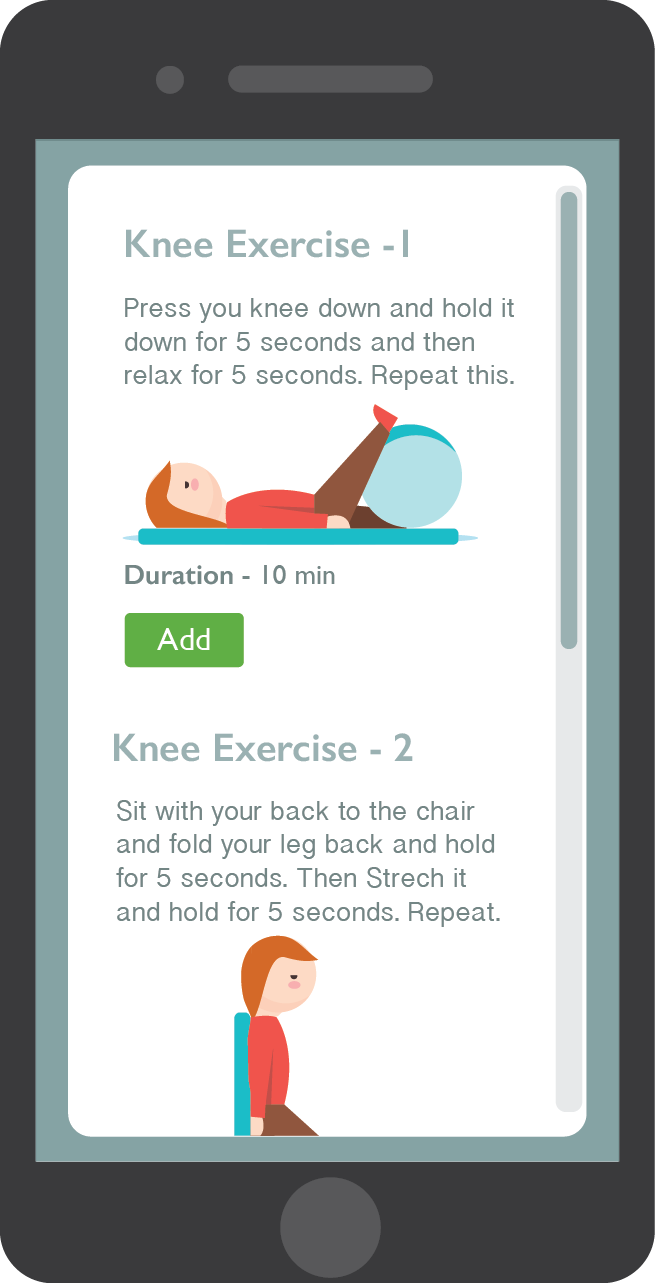 Knee Exercise -1
Press you knee down and hold it
down for 5 seconds and then
relax for 5 seconds. Repeat this.
Duration - 10 min
Add
Knee Exercise - 2
Sit with your back to the chair
and fold your leg back and hold
for 5 seconds. Then Strech it
and hold for 5 seconds. Repeat.